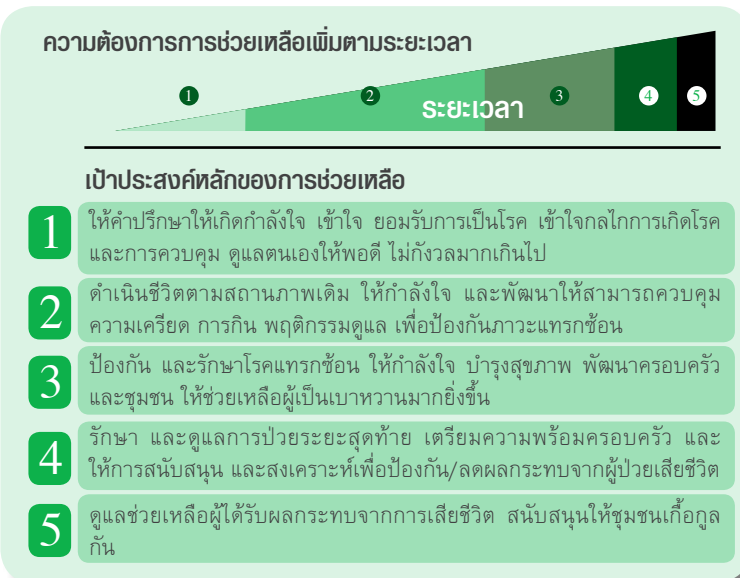 ความต้องการการช่วยเหลือเพิ่มตามระยะเวลา
1 2 3 4 5
ระยะเวลา
เป้าประสงค์หลักของการช่วยเหลือ
1 ให้คำปรึกษาให้เกิดกำลังใจ เข้าใจ ยอมรับการเป็นโรค เข้าใจกลไกการเกิดโรค
และการควบคุม ดูแลตนเองให้พอดี ไม่กังวลมากเกินไป
2 ดำเนินชีวิตตามสถานภาพเดิม ให้กำลังใจ และพัฒนาให้สามารถควบคุม
ความเครียด การกิน พฤติกรรมดูแล เพื่อป้องกันภาวะแทรกซ้อน
3 ป้องกัน และรักษาโรคแทรกซ้อน ให้กำลังใจ บำรุงสุขภาพ พัฒนาครอบครัว
และชุมชน ให้ช่วยเหลือผู้เป็นเบาหวานมากยิ่งขึ้น
4 รักษา และดูแลการป่วยระยะสุดท้าย เตรียมความพร้อมครอบครัว และ
ให้การสนับสนุน และสงเคราะห์เพื่อป้องกัน/ลดผลกระทบจากผู้ป่วยเสียชีวิต
5 ดูแลช่วยเหลือผู้ได้รับผลกระทบจากการเสียชีวิต สนับสนุนให้ชุมชนเกื้อกูล
กัน